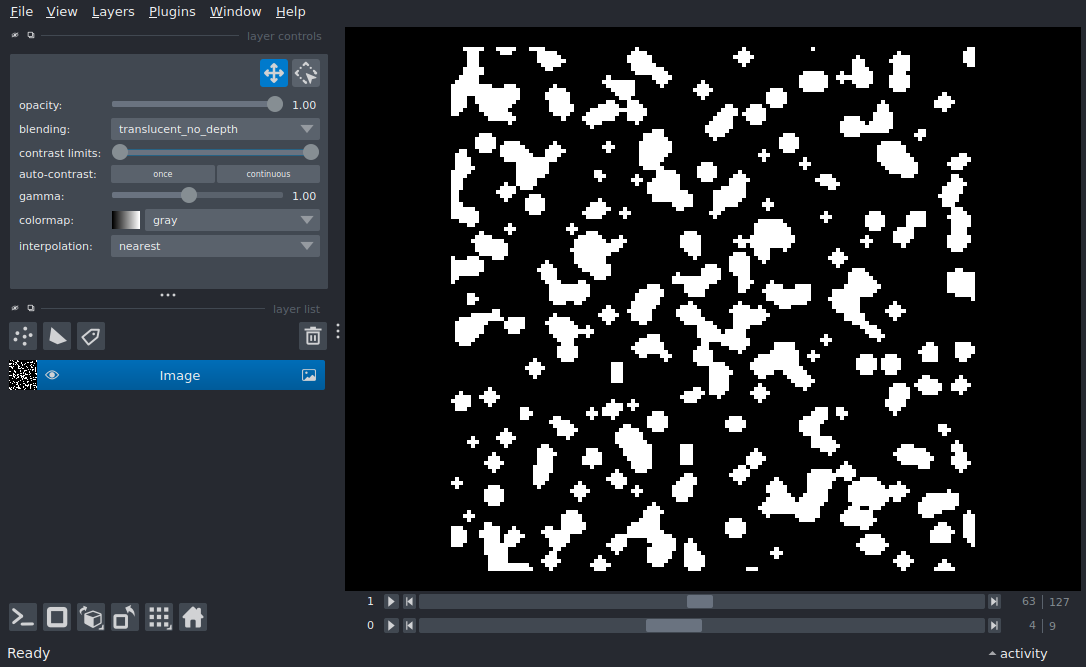 File View Layers Plugins Window Help
layer controls
opacity: 1.00
blending: translucent_no_depth
contrast limits:
auto-contrast: once continuous
gamma: 1.00
colormap: gray
interpolation: nearest
layer list
Image
1 63 127
0 4 9
Ready activity